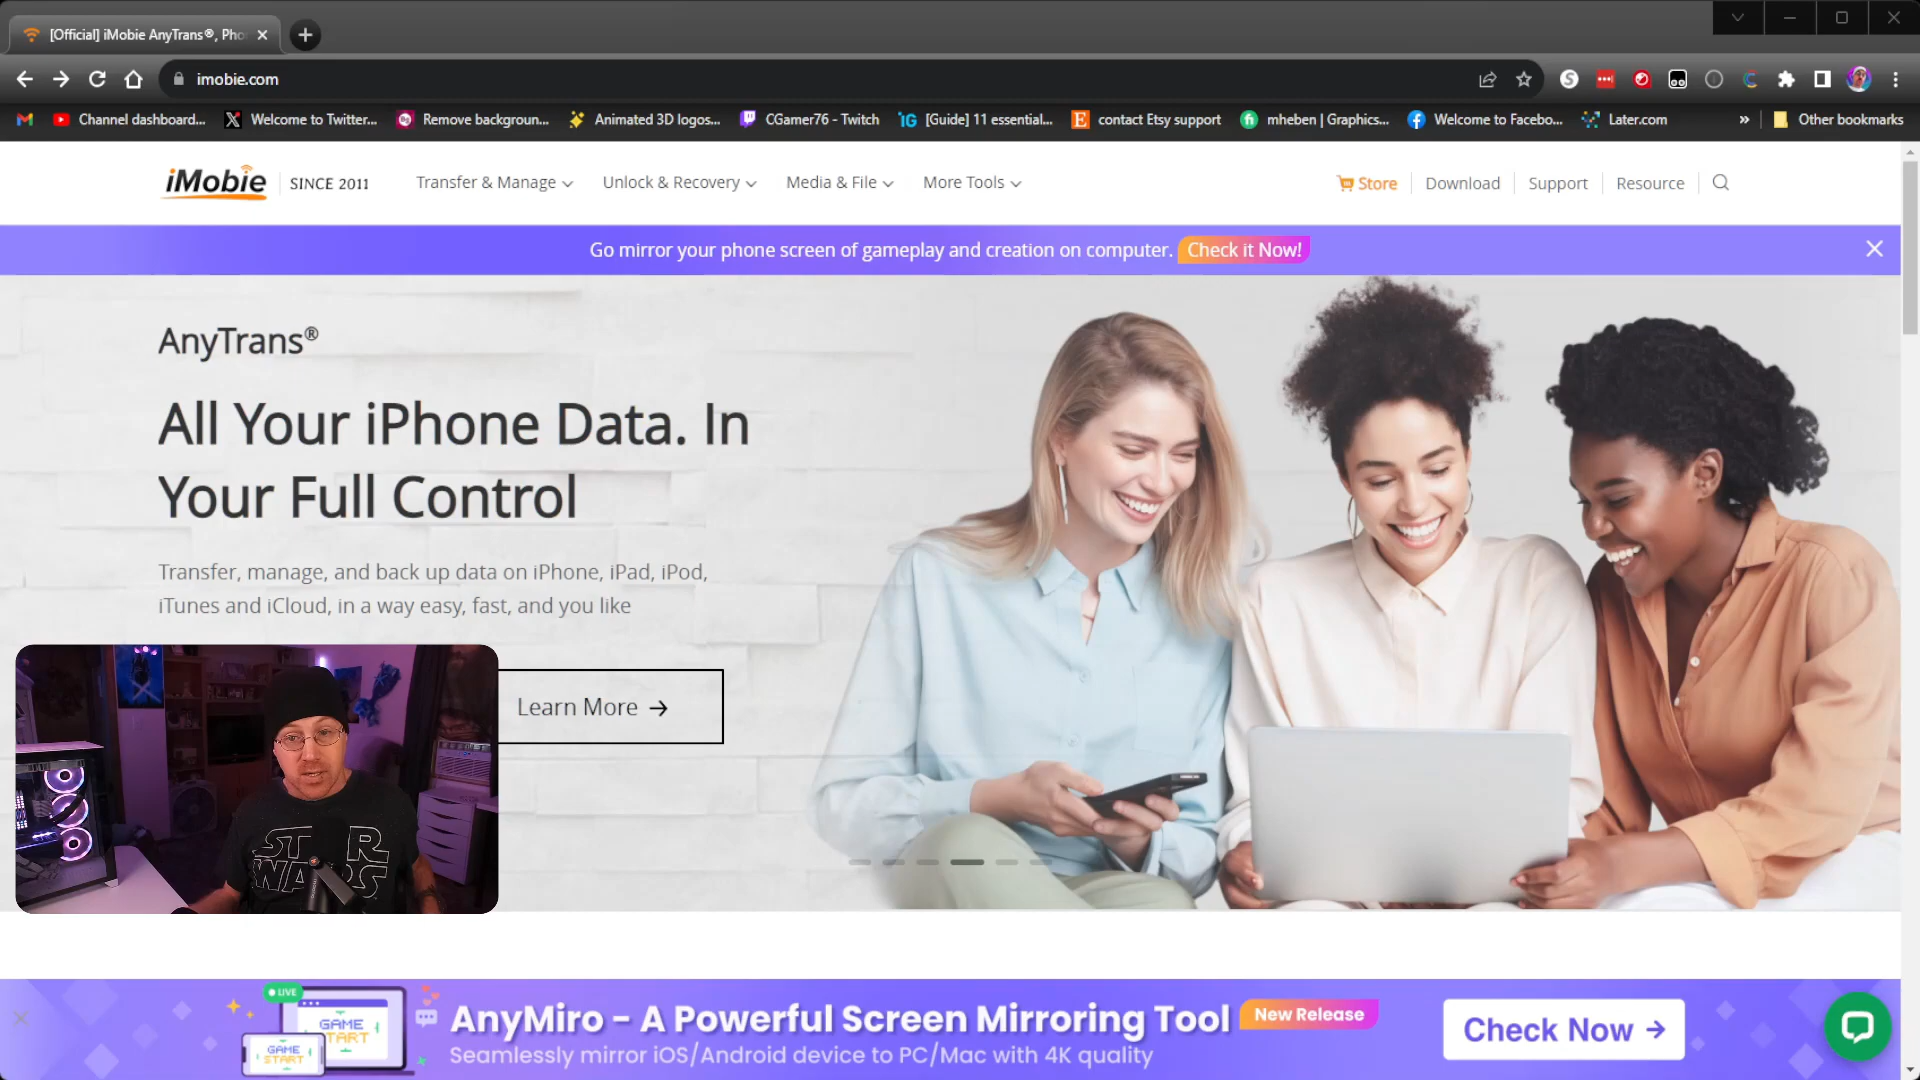 [Official] iMobie AnyTrans®, Pho
imobie.com
Channel dashboard...
Welcome to Twitter...
Remove backgroun...
Animated 3D logos...
CGamer76 - Twitch
[Guide] 11 essential...
contact Etsy support
mheben | Graphics...
Welcome to Facebo...
Later.com
»
Other bookmarks
iMobie
SINCE 2011
Transfer & Manage
Unlock & Recovery
Media & File
More Tools
Store
Download
Support
Resource
Go mirror your phone screen of gameplay and creation on computer. Check it Now!
AnyTrans®
All Your iPhone Data. In
Your Full Control
Transfer, manage, and back up data on iPhone, iPad, iPod,
iTunes and iCloud, in a way easy, fast, and you like
Learn More →
STAR
WARS
LIVE
GAME
START
GAME
START
AnyMiro - A Powerful Screen Mirroring Tool
New Release
Seamlessly mirror iOS/Android device to PC/Mac with 4K quality
Check Now →